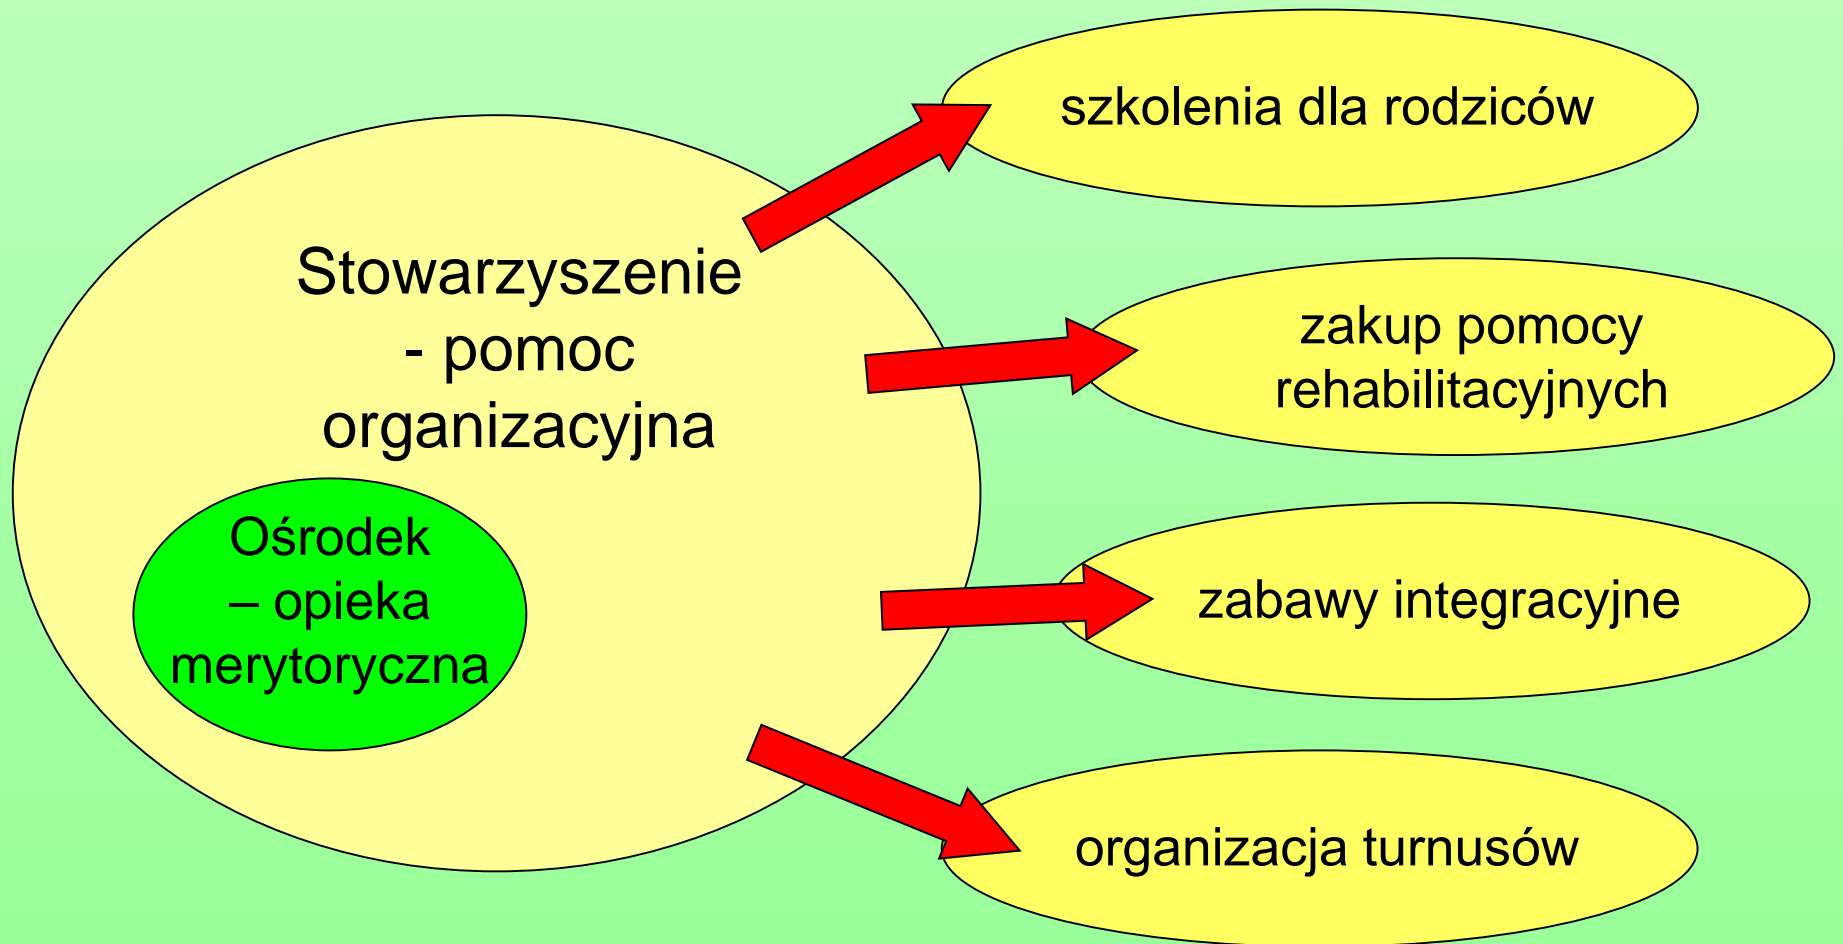 Stowarzyszenie
- pomoc
organizacyjna
Ośrodek
– opieka
merytoryczna
szkolenia dla rodziców
zakup pomocy
rehabilitacyjnych
zabawy integracyjne
organizacja turnusów